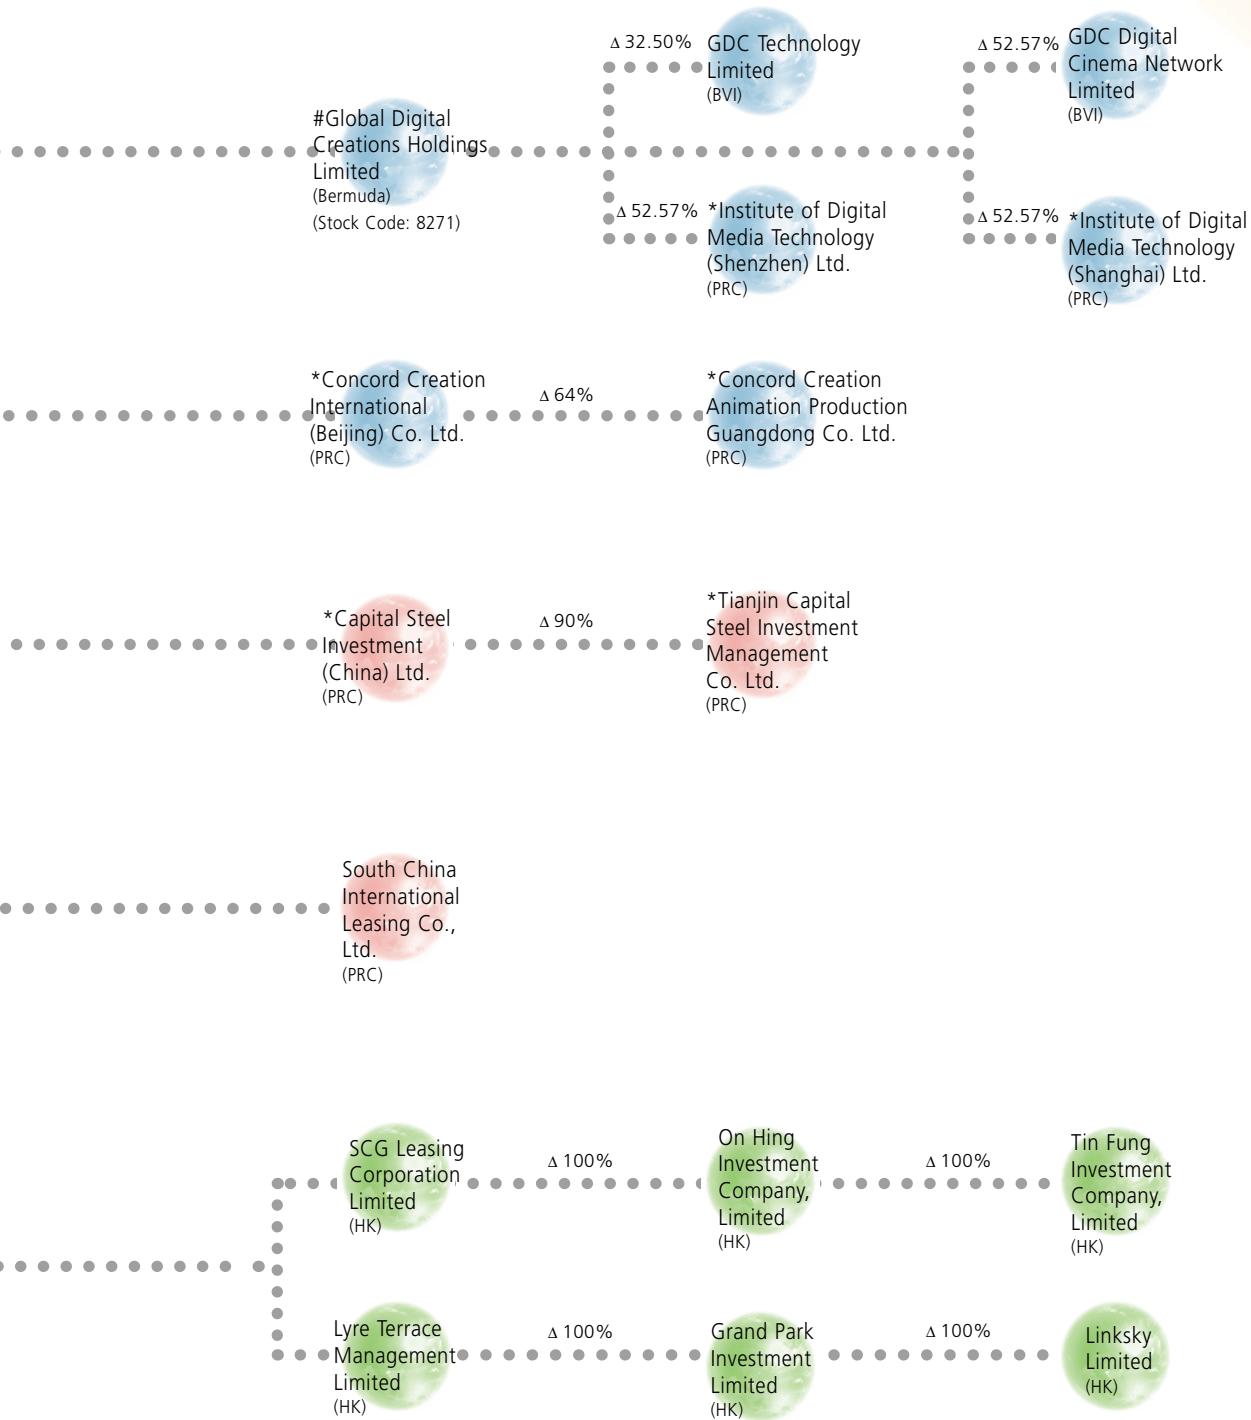 Δ 32.50%
GDC Technology
Limited
(BVI)
Δ 52.57%
GDC Digital
Cinema Network
Limited
(BVI)
#Global Digital
Creations Holdings
Limited
(Bermuda)
(Stock Code: 8271)
Δ 52.57%
*Institute of Digital
Media Technology
(Shenzhen) Ltd.
(PRC)
Δ 52.57%
*Institute of Digital
Media Technology
(Shanghai) Ltd.
(PRC)
*Concord Creation
International
(Beijing) Co. Ltd.
(PRC)
Δ 64%
*Concord Creation
Animation Production
Guangdong Co. Ltd.
(PRC)
*Capital Steel
Investment
(China) Ltd.
(PRC)
Δ 90%
*Tianjin Capital
Steel Investment
Management
Co. Ltd.
(PRC)
South China
International
Leasing Co.,
Ltd.
(PRC)
SCG Leasing
Corporation
Limited
(HK)
Δ 100%
On Hing
Investment
Company,
Limited
(HK)
Δ 100%
Tin Fung
Investment
Company,
Limited
(HK)
Lyre Terrace
Management
Limited
(HK)
Δ 100%
Grand Park
Investment
Limited
(HK)
Δ 100%
Linksky
Limited
(HK)